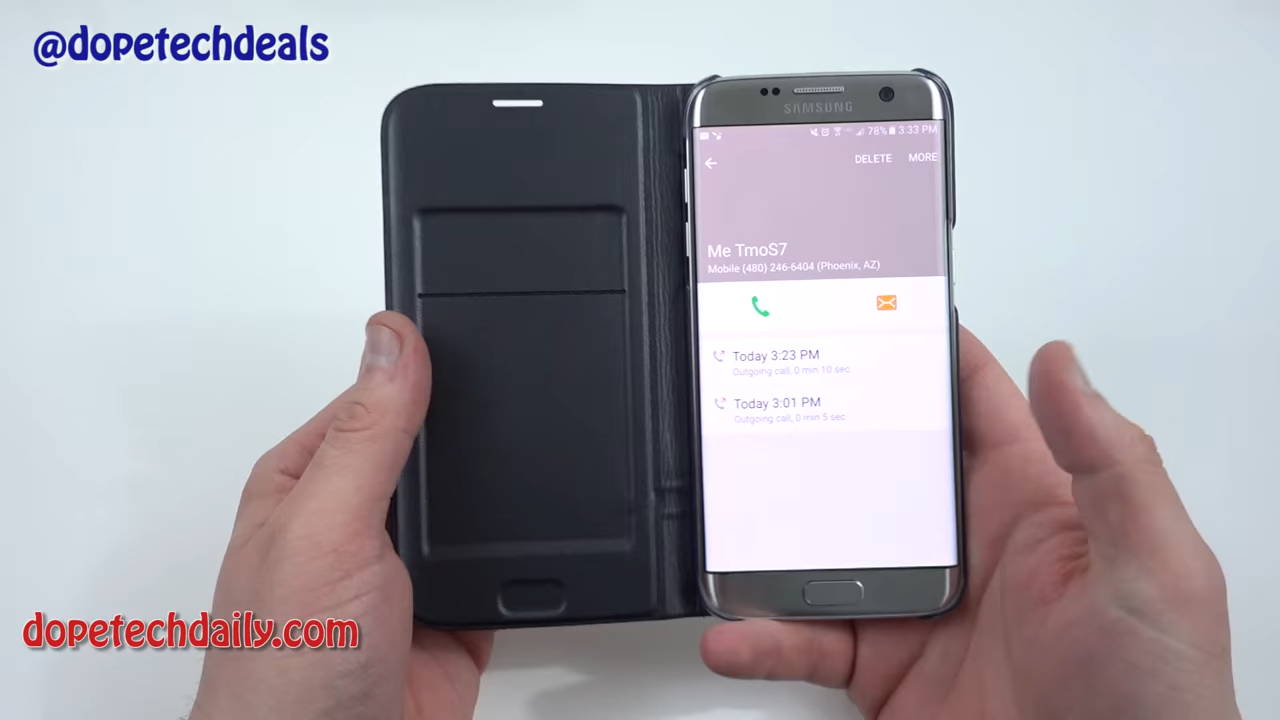 @dopetechdeals
SAMSUNG
78% 3:33 PM
DELETE MORE
Me TmoS7
Mobile (480) 246-6404 (Phoenix, AZ)
Today 3:23 PM
Outgoing call, 0 min 10 sec
Today 3:01 PM
Outgoing call, 0 min 5 sec
dopetechdaily.com